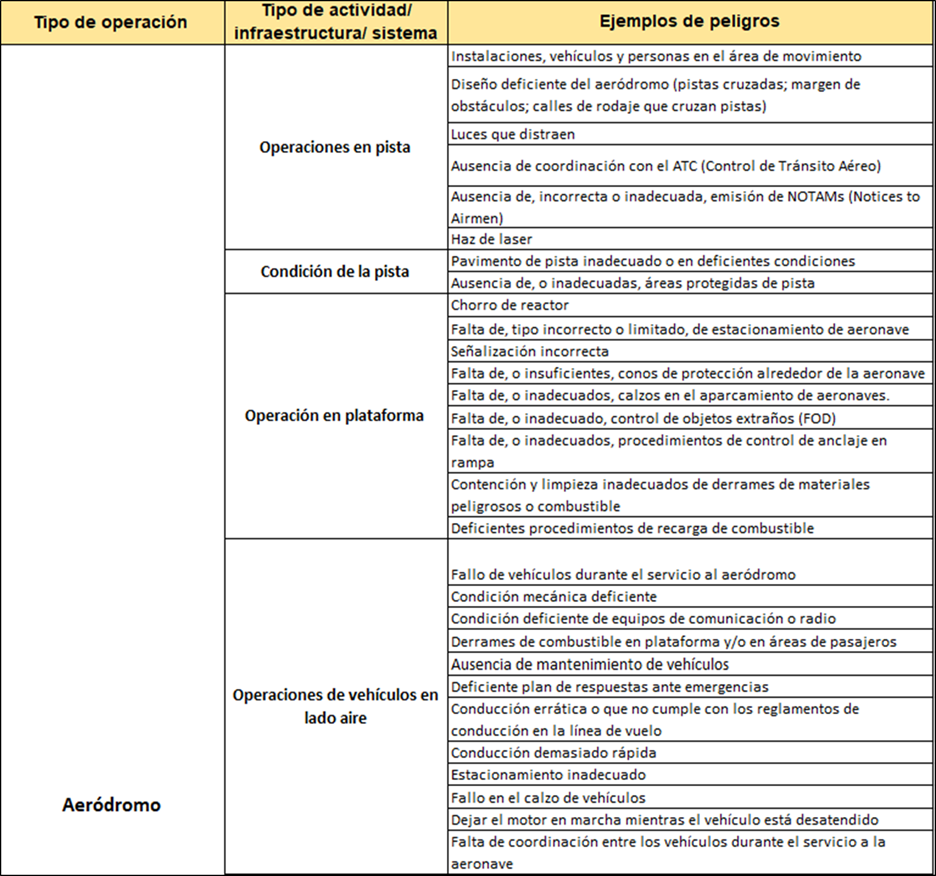 Tipo de operación
Tipo de actividad/
infraestructura/ sistema
Ejemplos de peligros
Aeródromo
Operaciones en pista
Instalaciones, vehículos y personas en el área de movimiento
Diseño deficiente del aeródromo (pistas cruzadas; margen de
obstáculos; calles de rodaje que cruzan pistas)
Luces que distraen
Ausencia de coordinación con el ATC (Control de Tránsito Aéreo)
Ausencia de, incorrecta o inadecuada, emisión de NOTAMs (Notices to
Airmen)
Haz de laser
Condición de la pista
Pavimento de pista inadecuado o en deficientes condiciones
Ausencia de, o inadecuadas, áreas protegidas de pista
Operación en plataforma
Chorro de reactor
Falta de, tipo incorrecto o limitado, de estacionamiento de aeronave
Señalización incorrecta
Falta de, o insuficientes, conos de protección alrededor de la aeronave
Falta de, o inadecuados, calzos en el aparcamiento de aeronaves.
Falta de, o inadecuado, control de objetos extraños (FOD)
Falta de, o inadecuados, procedimientos de control de anclaje en
rampa
Contención y limpieza inadecuados de derrames de materiales
peligrosos o combustible
Deficientes procedimientos de recarga de combustible
Operaciones de vehículos en
lado aire
Fallo de vehículos durante el servicio al aeródromo
Condición mecánica deficiente
Condición deficiente de equipos de comunicación o radio
Derrames de combustible en plataforma y/o en áreas de pasajeros
Ausencia de mantenimiento de vehículos
Deficiente plan de respuestas ante emergencias
Conducción errática o que no cumple con los reglamentos de
conducción en la línea de vuelo
Conducción demasiado rápida
Estacionamiento inadecuado
Fallo en el calzo de vehículos
Dejar el motor en marcha mientras el vehículo está desatendido
Falta de coordinación entre los vehículos durante el servicio a la
aeronave